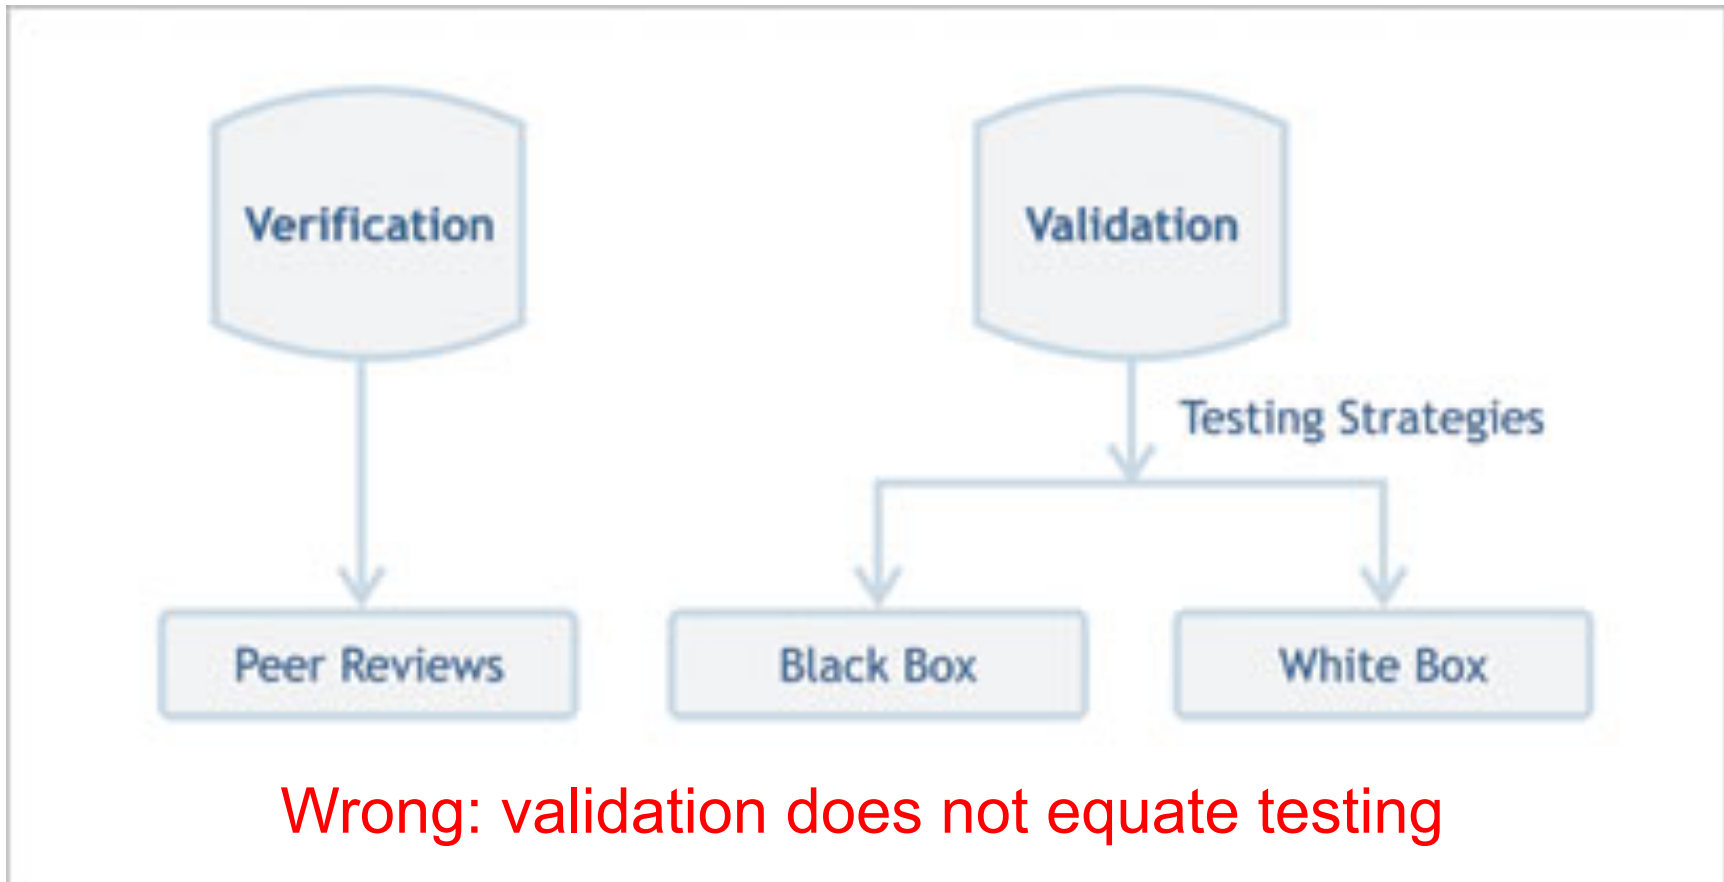 Verification
Validation
Testing Strategies
Peer Reviews
Black Box
White Box
Wrong: validation does not equate testing